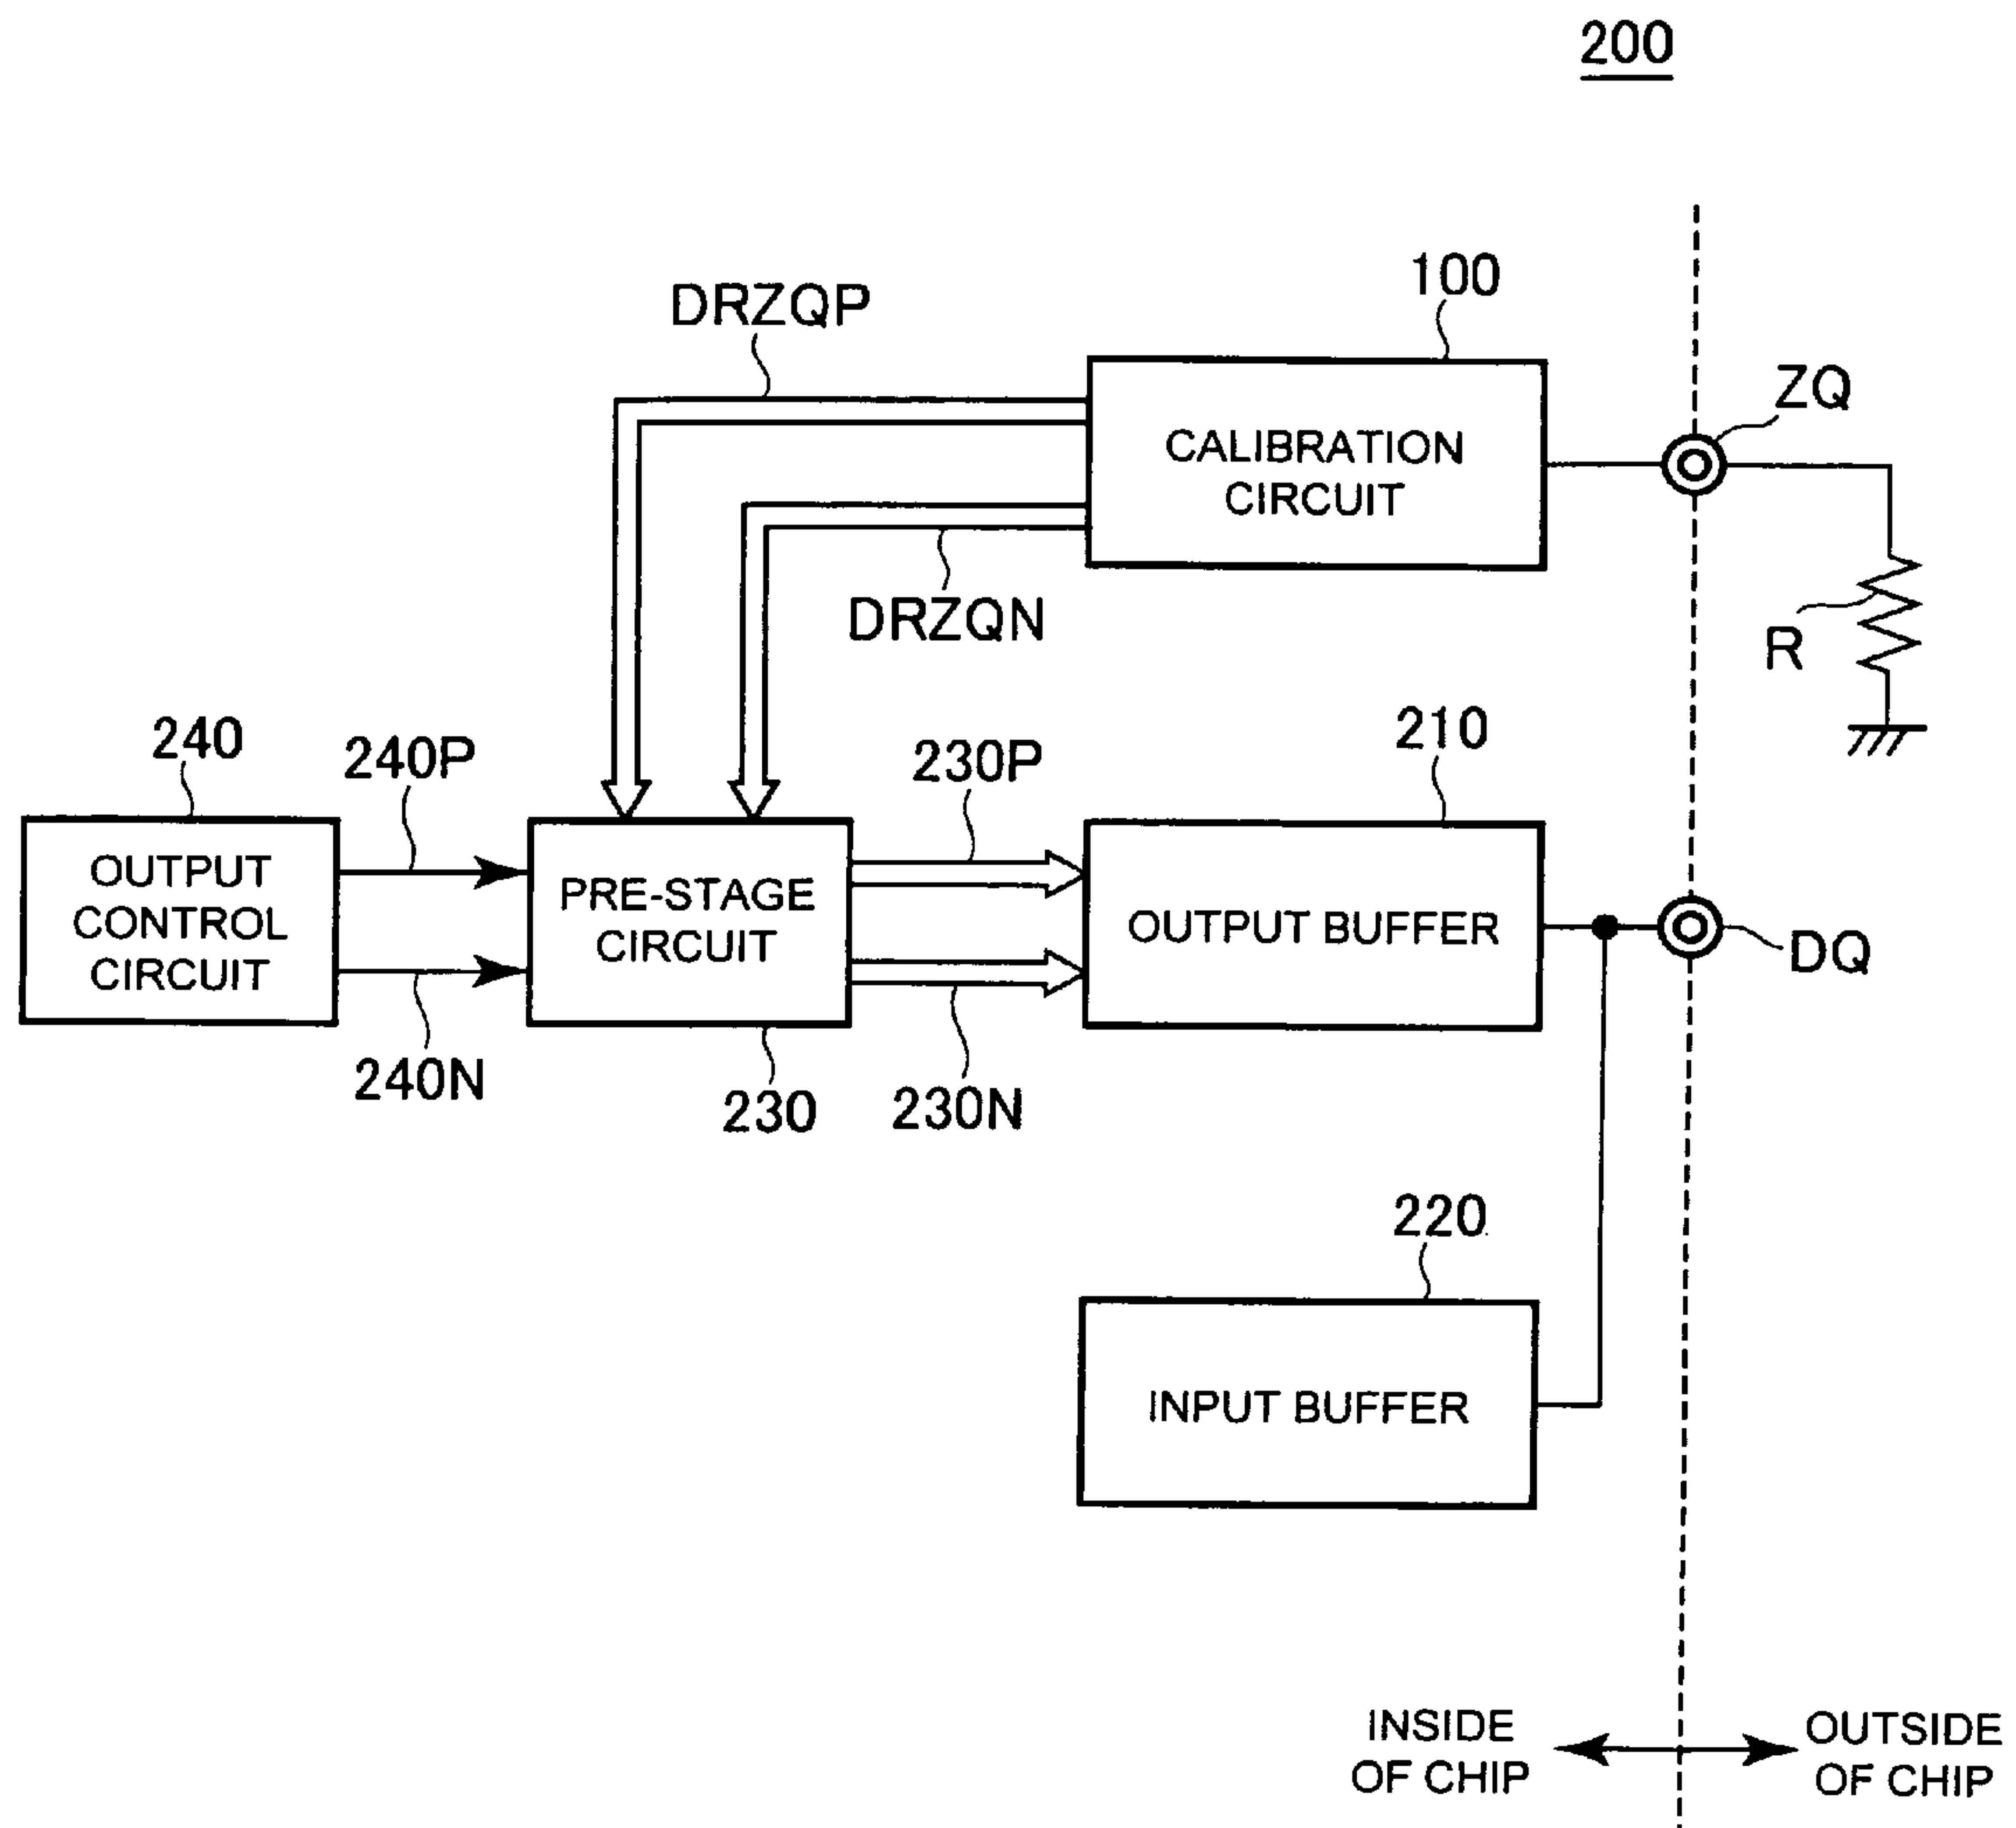 200
100
DRZQP
ZQ
CALIBRATION
CIRCUIT
DRZQN
R
240
240P
230P
210
OUTPUT
CONTROL
CIRCUIT
PRE-STAGE
CIRCUIT
OUTPUT BUFFER
DQ
240N
230
230N
220
INPUT BUFFER
INSIDE
OF CHIP
OUTSIDE
OF CHIP